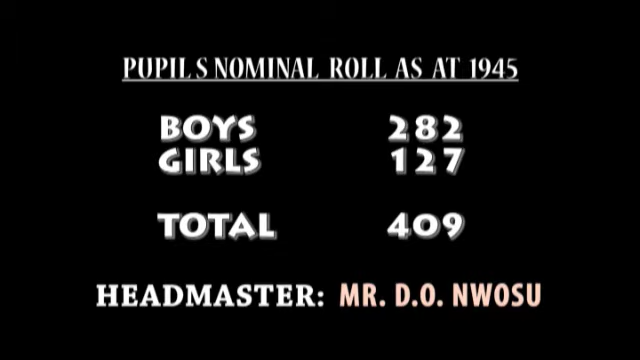 PUPILS NOMINAL ROLL AS AT 1945
BOYS 282
GIRLS 127
TOTAL 409
HEADMASTER: MR. D.O. NWOSU